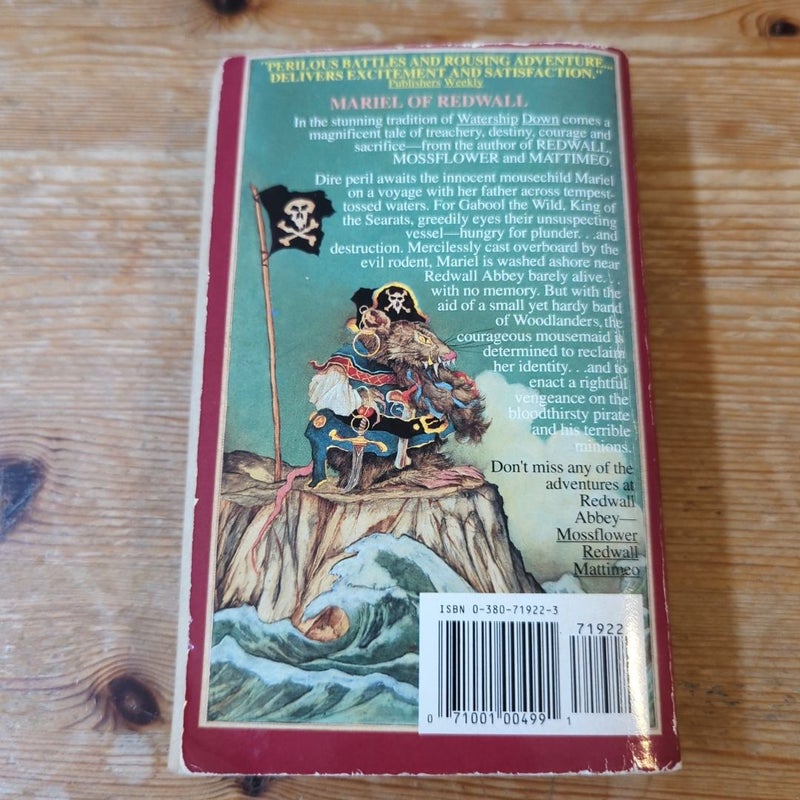 "PERILOUS BATTLES AND ROUSING ADVENTURE...
DELIVERS EXCITEMENT AND SATISFACTION."
Publishers Weekly
MARIEL OF REDWALL
In the stunning tradition of Watership Down comes a
magnificent tale of treachery, destiny, courage and
sacrifice—from the author of REDWALL,
MOSSFLOWER and MATTIMEO.
Dire peril awaits the innocent mousechild Mariel
on a voyage with her father across tempest-
tossed waters. For Gabool the Wild, King of
the Searats, greedily eyes their unsuspecting
vessel—hungry for plunder. . .and
destruction. Mercilessly cast overboard by the
evil rodent, Mariel is washed ashore near
Redwall Abbey barely alive. . .
with no memory. But with the
aid of a small yet hardy band
of Woodlanders, the
courageous mousemaid is
determined to reclaim
her identity. . .and to
enact a rightful
vengeance on the
bloodthirsty pirate
and his terrible
minions.
Don't miss any of the
adventures at
Redwall
Abbey—
Mossflower
Redwall
Mattimeo
ISBN 0-380-71922-3
71922
0 71001 00499 1